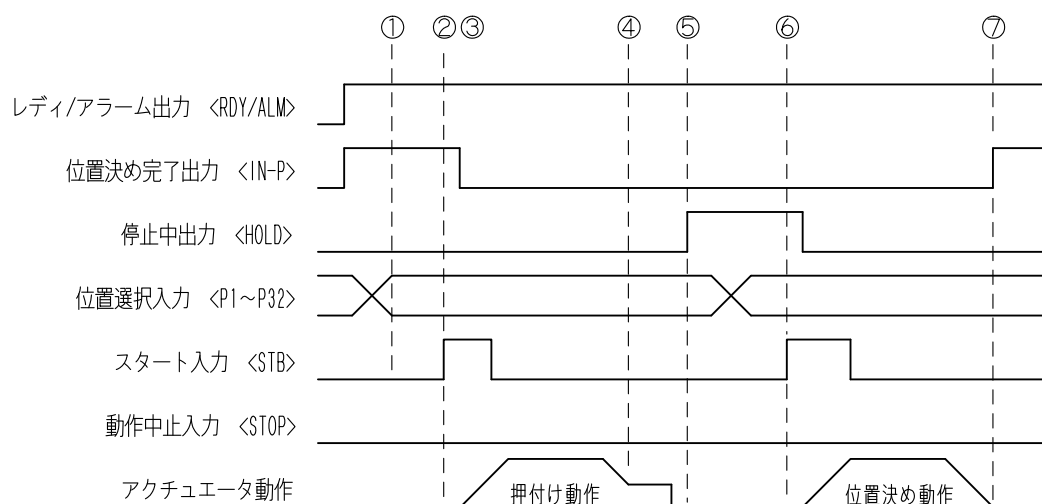 ① ②③ ④ ⑤ ⑥ ⑦
レディ/アラーム出力 <RDY/ALM>
位置決め完了出力 <IN-P>
停止中出力 <HOLD>
位置選択入力 <P1～P32>
スタート入力 <STB>
動作中止入力 <STOP>
アクチュエータ動作 押付け動作 位置決め動作